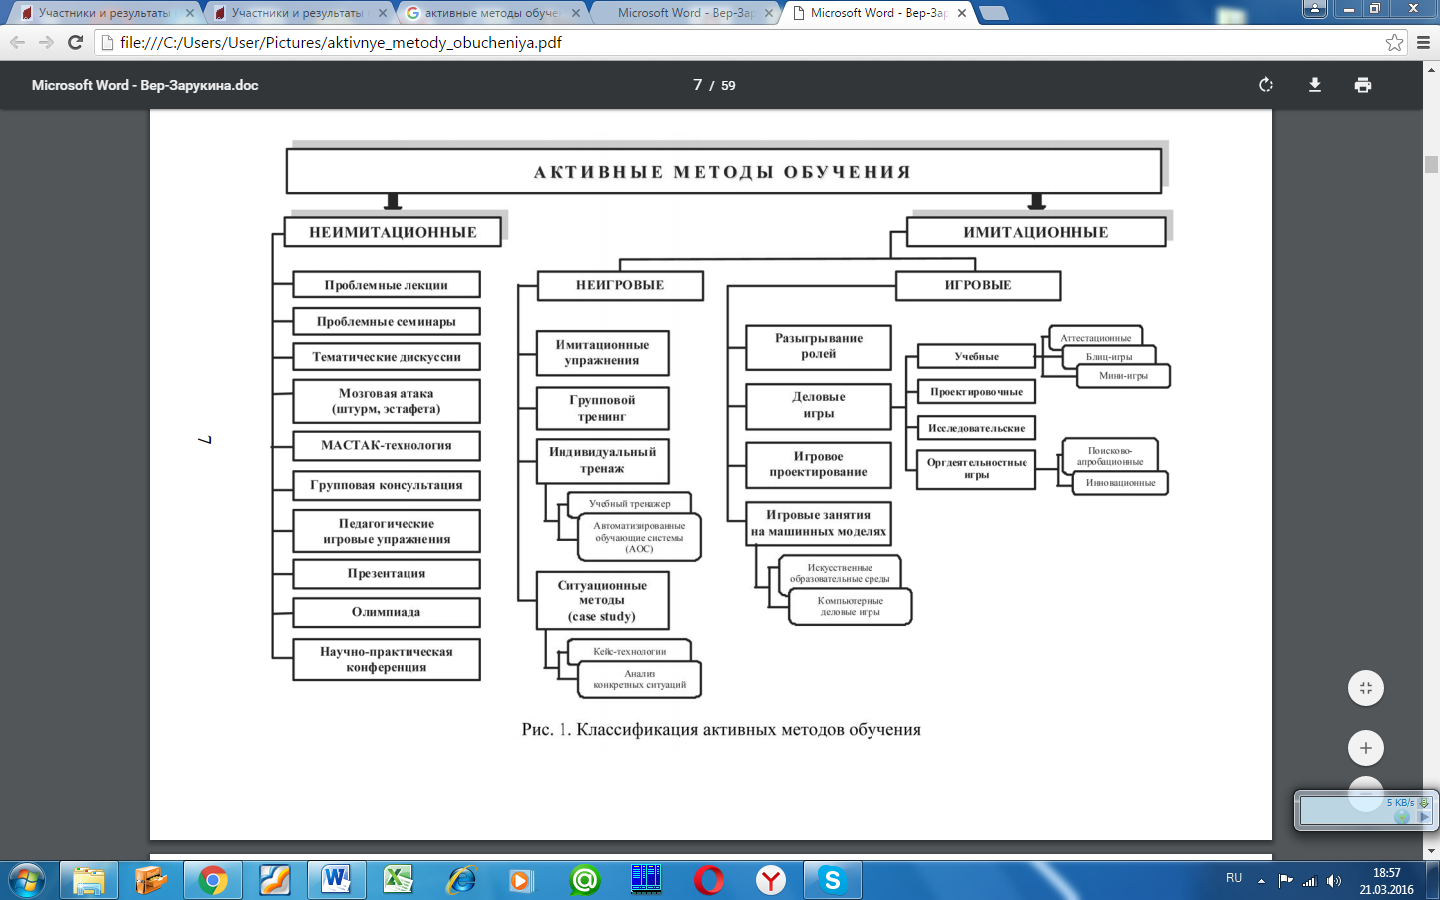 Участники и результаты
Участники и результаты
активные методы обуче
Microsoft Word - Вер-Зар
Microsoft Word - Вер-Зар
file:///C:/Users/User/Pictures/aktivnye_metody_obucheniya.pdf
Microsoft Word - Вер-Зарукина.doc
7 / 59
АКТИВНЫЕ МЕТОДЫ ОБУЧЕНИЯ
НЕИМИТАЦИОННЫЕ
ИМИТАЦИОННЫЕ
НЕИГРОВЫЕ
ИГРОВЫЕ
Проблемные лекции
Проблемные семинары
Тематические дискуссии
Мозговая атака
(штурм, эстафета)
МАСТАК-технология
Групповая консультация
Педагогические
игровые упражнения
Презентация
Олимпиада
Научно-практическая
конференция
Имитационные
упражнения
Групповой
тренинг
Индивидуальный
тренаж
Учебный тренажер
Автоматизированные
обучающие системы
(АОС)
Ситуационные
методы
(case study)
Кейс-технологии
Анализ
конкретных ситуаций
Разыгрывание
ролей
Деловые
игры
Игровое
проектирование
Игровые занятия
на машинных моделях
Искусственные
образовательные среды
Компьютерные
деловые игры
Учебные
Проектировочные
Исследовательские
Оргдеятельностные
игры
Аттестационные
Блиц-игры
Мини-игры
Поисково-
апробационные
Инновационные
7
Рис. 1. Классификация активных методов обучения
5 KB/s
RU
18:57
21.03.2016